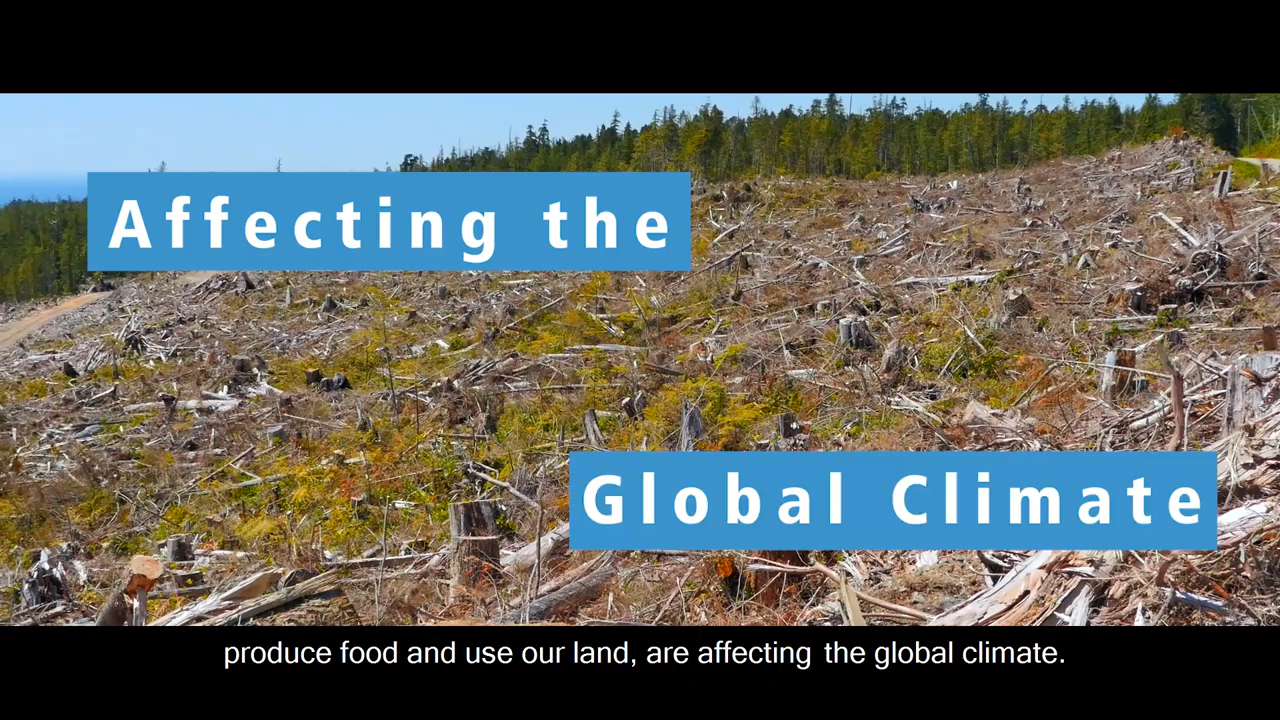 Affecting the
Global Climate
produce food and use our land, are affecting the global climate.